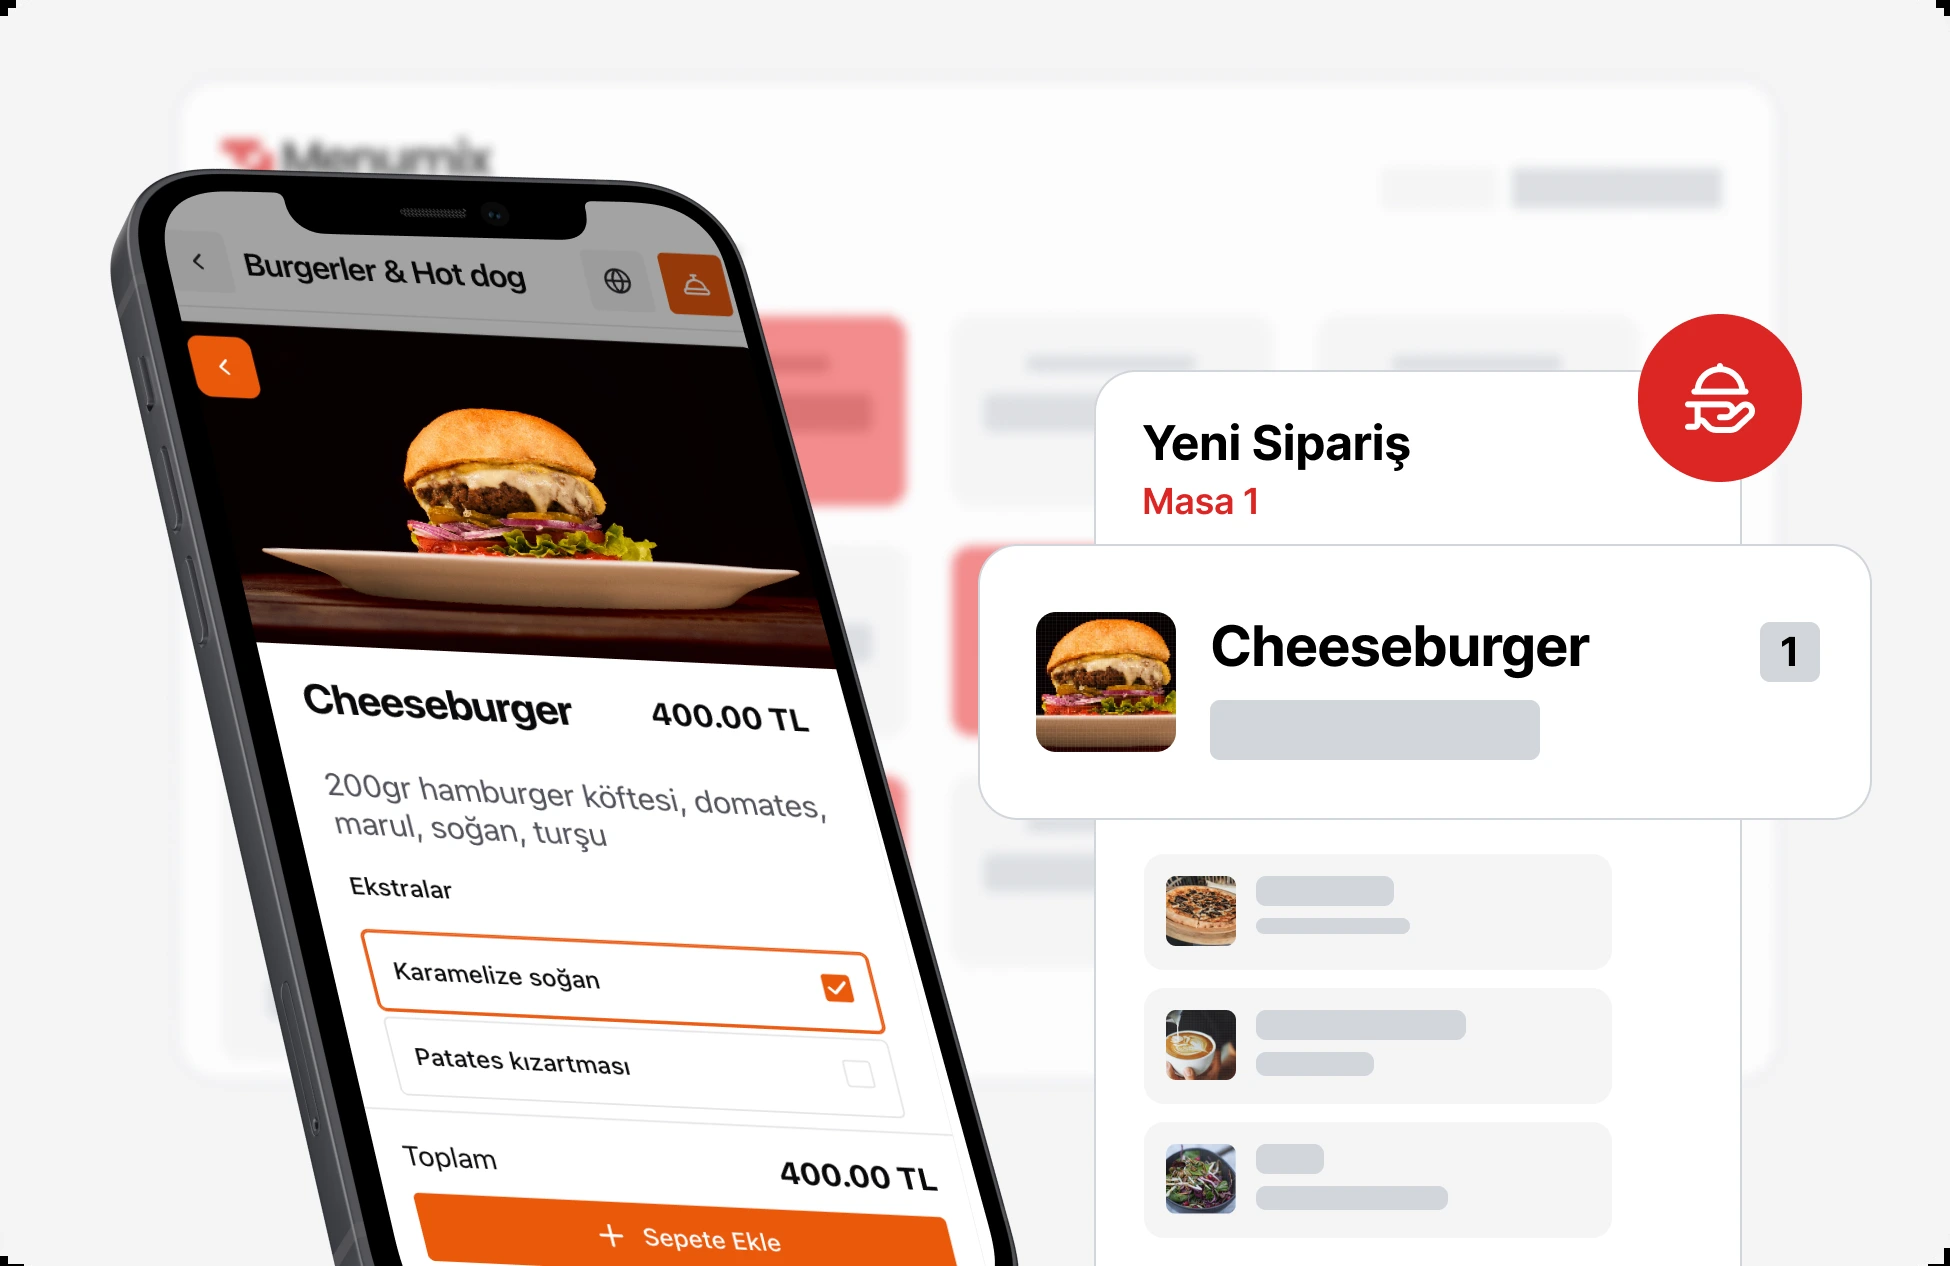 Menumix
Burgerler & Hot dog
Cheeseburger
400.00 TL
200gr hamburger köftesi, domates,
marul, soğan, turşu
Ekstralar
Karamelize soğan
Patates kızartması
Toplam
400.00 TL
+ Sepete Ekle
Yeni Sipariş
Masa 1
Cheeseburger
1